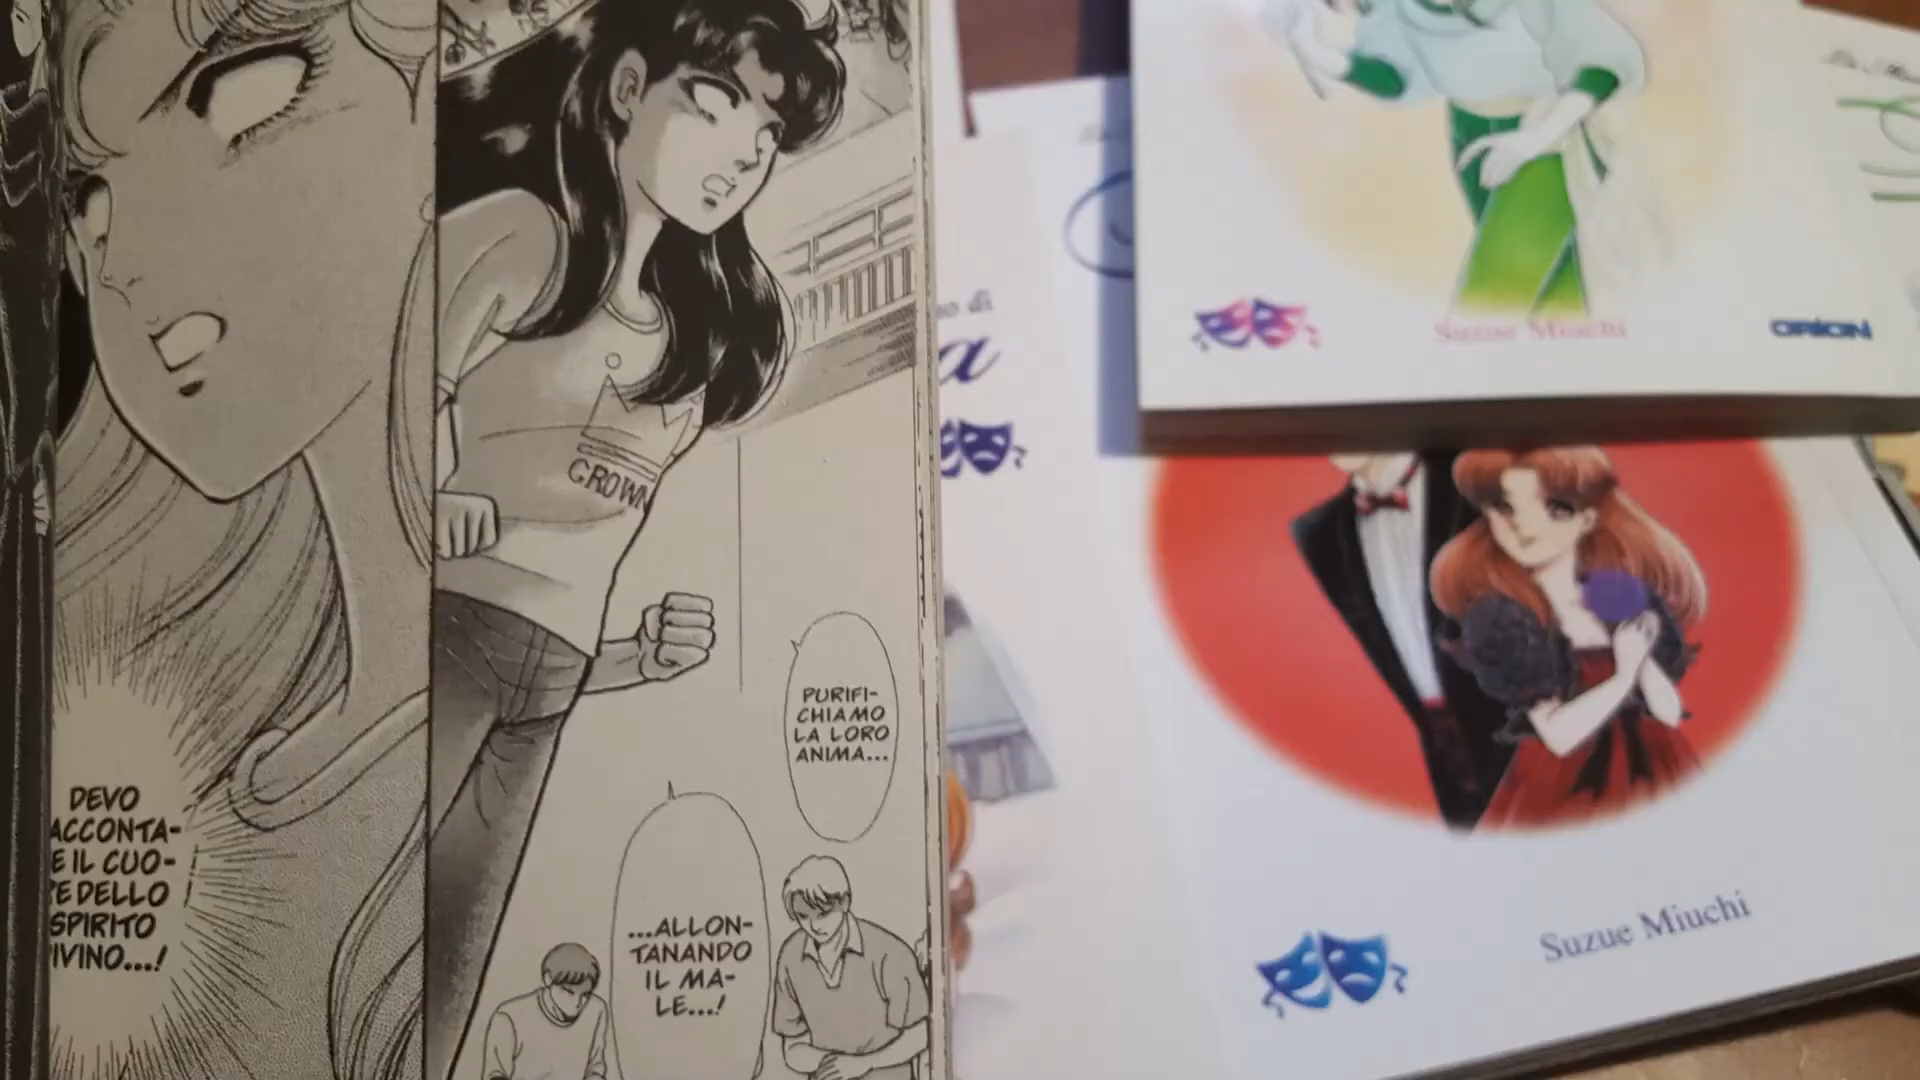 CROWN
PURIFI-
CHIAMO
LA LORO
ANIMA...
...ALLON-
TANANDO
IL MA-
LE...!
DEVO
ACCONTA-
E IL CUO-
E DELLO
SPIRITO
IVINO...!
di
a
Suzue Miuchi
ORION
Suzue Miuchi